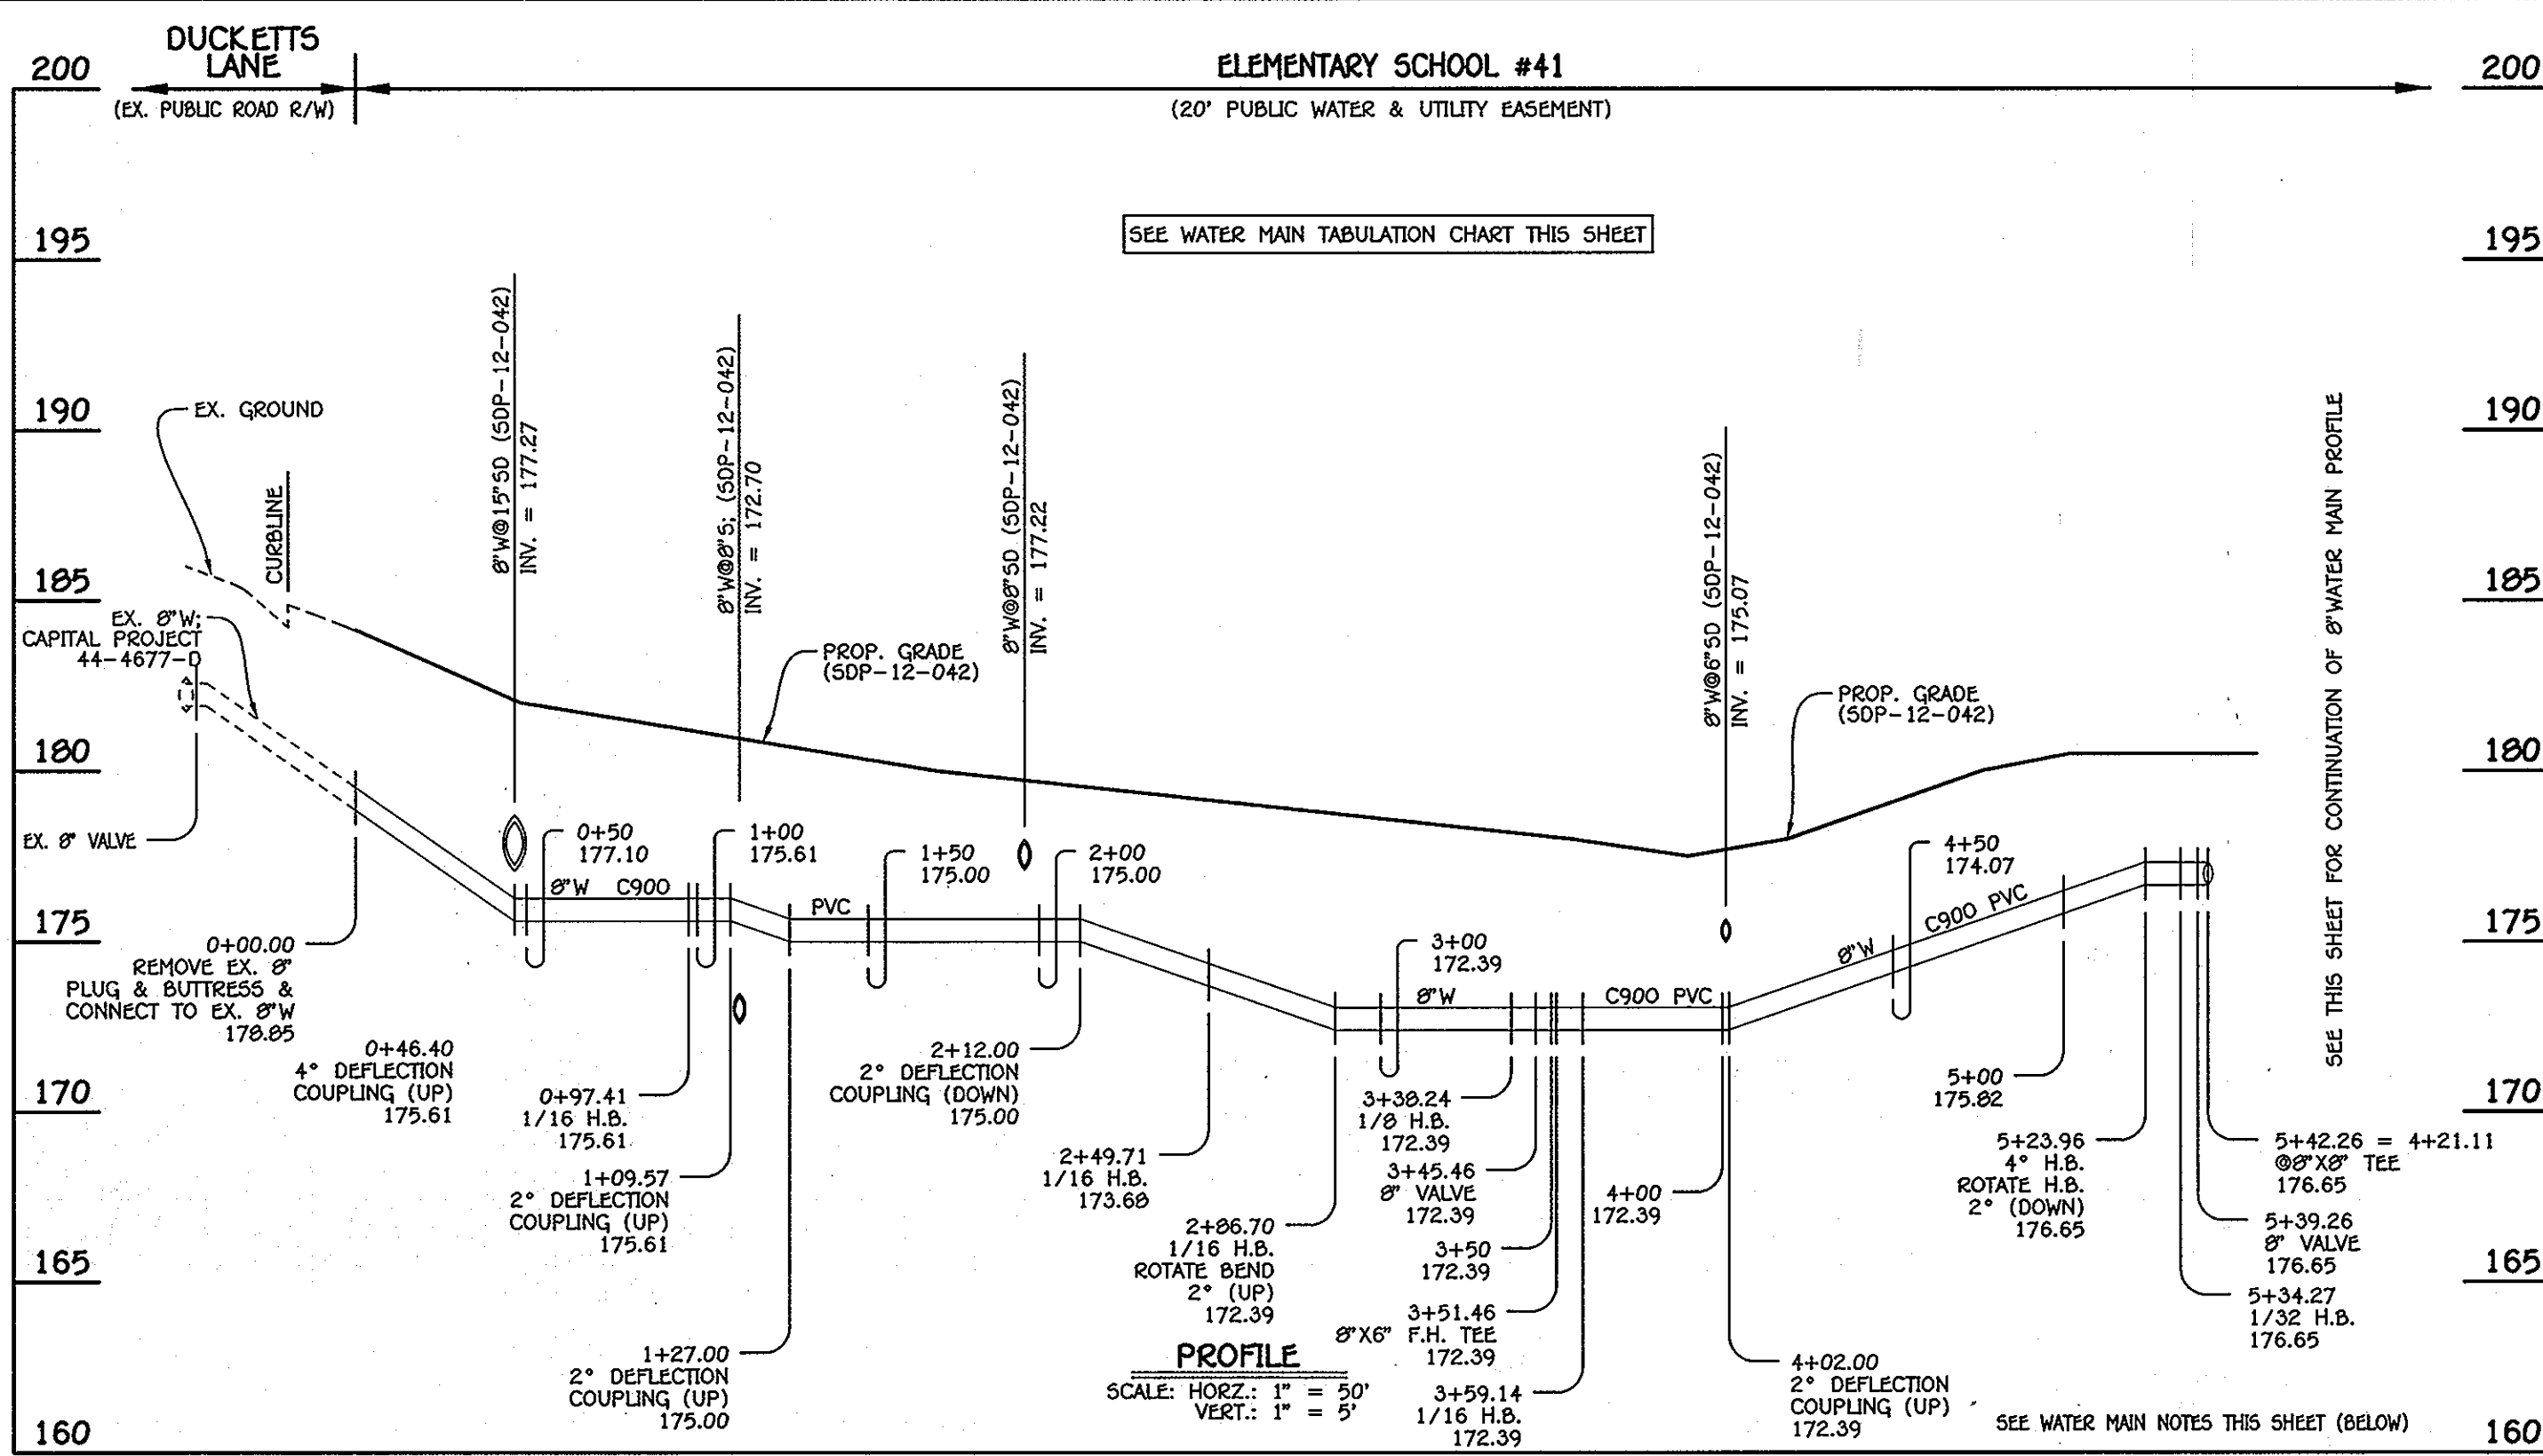 DUCKETTS
LANE
(EX. PUBLIC ROAD R/W)
ELEMENTARY SCHOOL #41
(20' PUBLIC WATER & UTILITY EASEMENT)
200
195
190
185
180
175
170
165
160
200
195
190
185
180
175
170
165
160
SEE WATER MAIN TABULATION CHART THIS SHEET
EX. GROUND
CURBLINE
EX. 8"W;
CAPITAL PROJECT
44-4677-D
EX. 8" VALVE
8"W@15"SD (SDP-12-042)
INV. = 177.27
8"W@8"S; (SDP-12-042)
INV. = 172.70
8"W@8"SD (SDP-12-042)
INV. = 177.22
8"W@6"SD (SDP-12-042)
INV. = 175.07
PROP. GRADE
(SDP-12-042)
PROP. GRADE
(SDP-12-042)
SEE THIS SHEET FOR CONTINUATION OF 8"WATER MAIN PROFILE
0+50
177.10
1+00
175.61
1+50
175.00
2+00
175.00
3+00
172.39
4+50
174.07
8"W C900
PVC
8"W
C900 PVC
8"W
C900 PVC
0+00.00
REMOVE EX. 8"
PLUG & BUTTRESS &
CONNECT TO EX. 8"W
178.85
0+46.40
4° DEFLECTION
COUPLING (UP)
175.61
0+97.41
1/16 H.B.
175.61
1+09.57
2° DEFLECTION
COUPLING (UP)
175.61
1+27.00
2° DEFLECTION
COUPLING (UP)
175.00
2+12.00
2° DEFLECTION
COUPLING (DOWN)
175.00
2+49.71
1/16 H.B.
173.68
2+86.70
1/16 H.B.
ROTATE BEND
2° (UP)
172.39
3+38.24
1/8 H.B.
172.39
3+45.46
8" VALVE
172.39
3+50
172.39
3+51.46
8"X6" F.H. TEE
172.39
3+59.14
1/16 H.B.
172.39
4+00
172.39
4+02.00
2° DEFLECTION
COUPLING (UP)
172.39
5+00
175.82
5+23.96
4° H.B.
ROTATE H.B.
2° (DOWN)
176.65
5+42.26 = 4+21.11
@8"X8" TEE
176.65
5+39.26
8" VALVE
176.65
5+34.27
1/32 H.B.
176.65
PROFILE
SCALE: HORZ.: 1" = 50'
VERT.: 1" = 5'
SEE WATER MAIN NOTES THIS SHEET (BELOW)